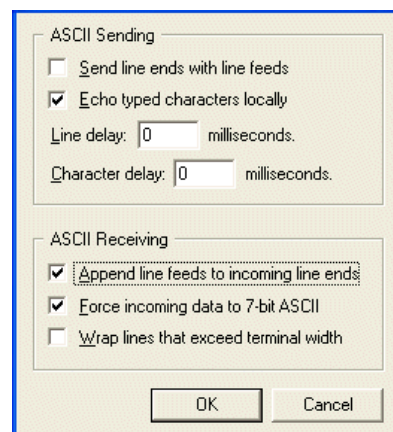 ASCII Sending
Send line ends with line feeds
Echo typed characters locally
Line delay: 0 milliseconds.
Character delay: 0 milliseconds.
ASCII Receiving
Append line feeds to incoming line ends
Force incoming data to 7-bit ASCII
Wrap lines that exceed terminal width
OK Cancel